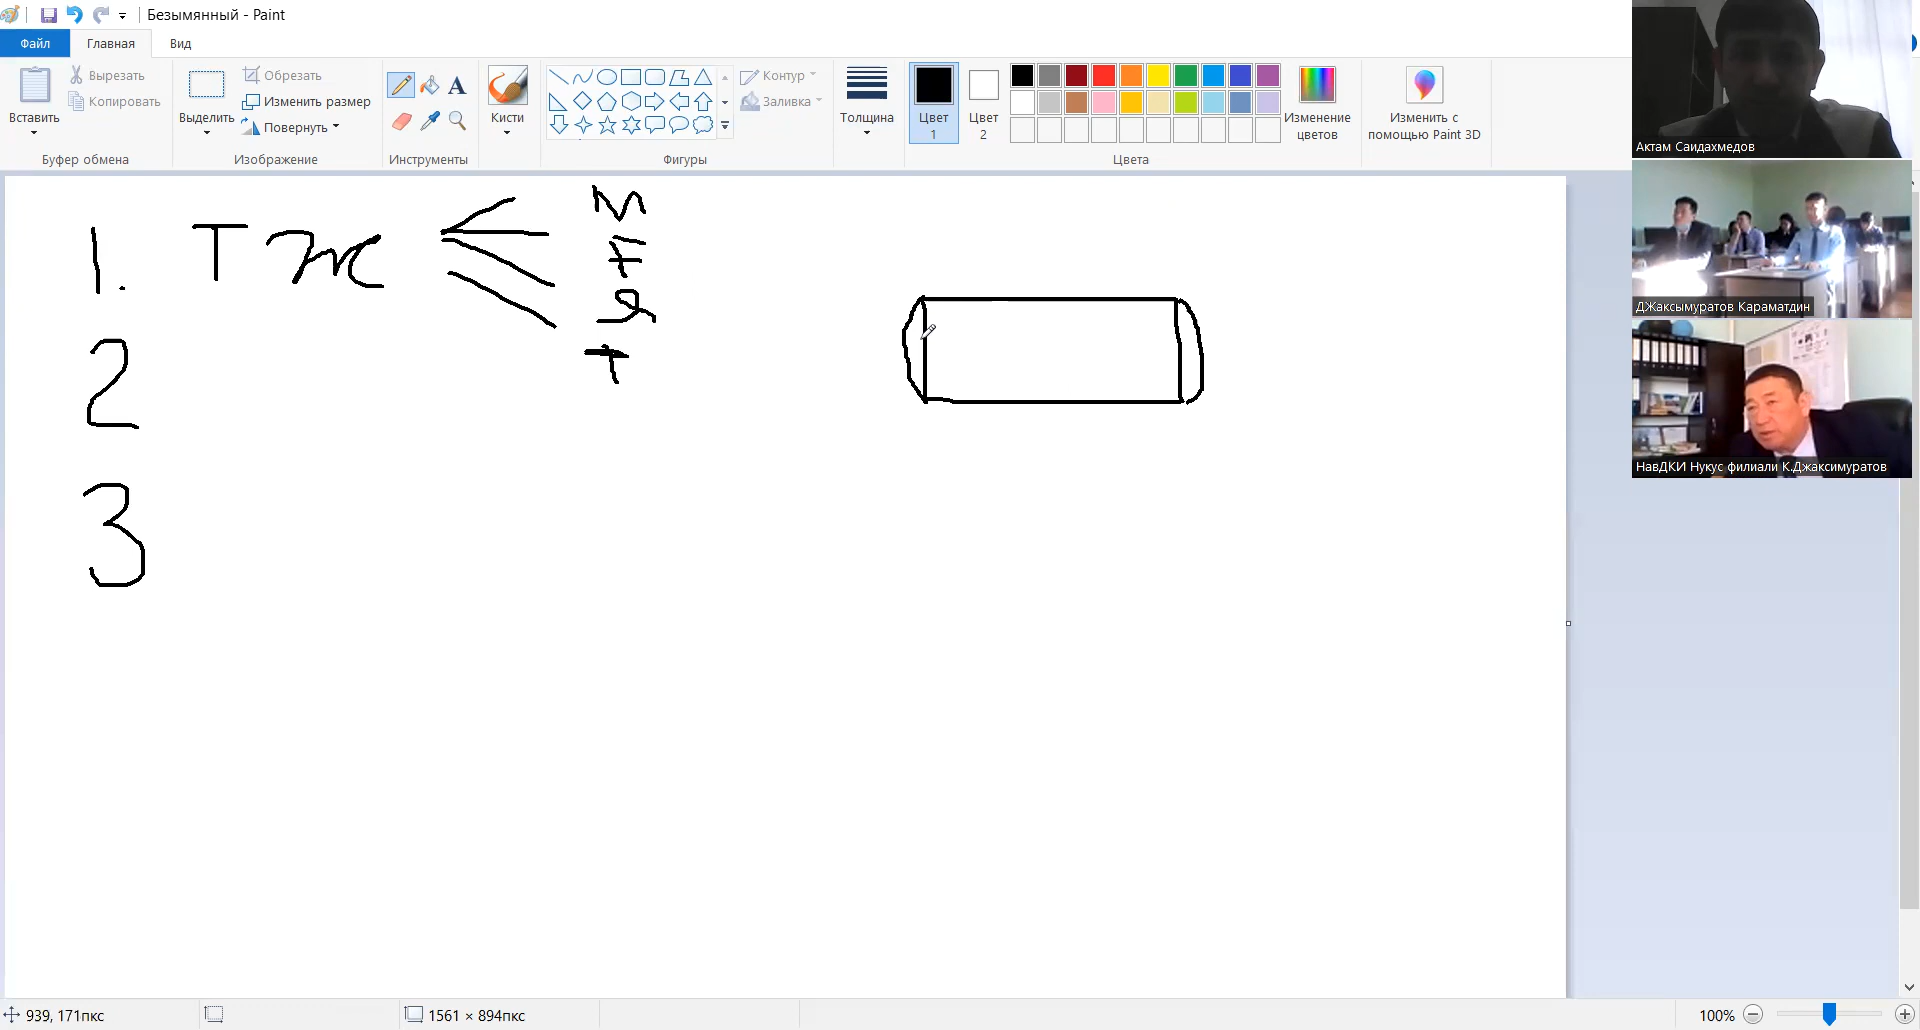 Безымянный - Paint
Файл
Главная
Вид
Вставить
Вырезать
Копировать
Буфер обмена
Выделить
Обрезать
Изменить размер
Повернуть
Изображение
A
Инструменты
Кисти
Контур
Заливка
Фигуры
Толщина
Цвет
1
Цвет
2
Изменение
цветов
Цвета
Изменить с
помощью Paint 3D
Актам Саидахмедов
ДЖаксымуратов Караматдин
НавДКИ Нукус филиали К.Джаксимуратов
1. ТЖ
2
3
939, 171пкс
1561 × 894пкс
100%